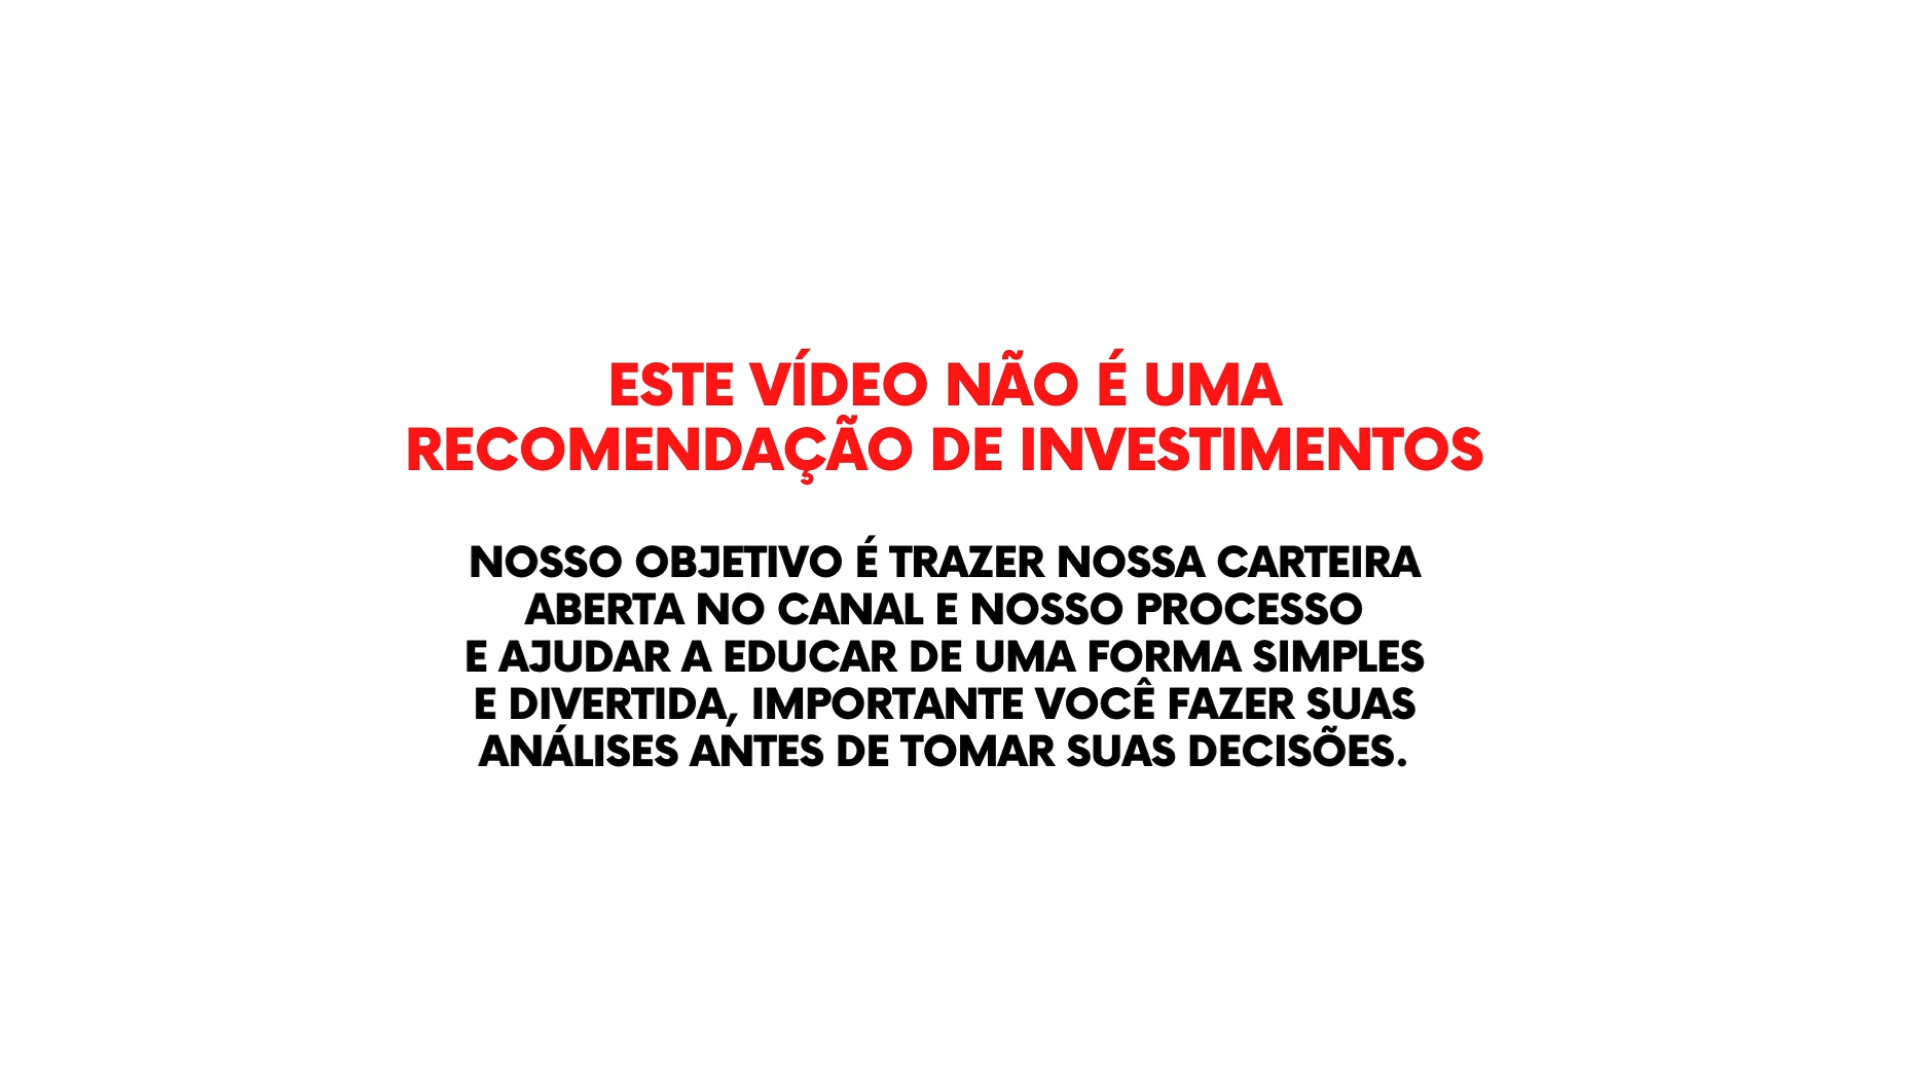 ESTE VÍDEO NÃO É UMA
RECOMENDAÇÃO DE INVESTIMENTOS
NOSSO OBJETIVO É TRAZER NOSSA CARTEIRA
ABERTA NO CANAL E NOSSO PROCESSO
E AJUDAR A EDUCAR DE UMA FORMA SIMPLES
E DIVERTIDA, IMPORTANTE VOCÊ FAZER SUAS
ANÁLISES ANTES DE TOMAR SUAS DECISÕES.